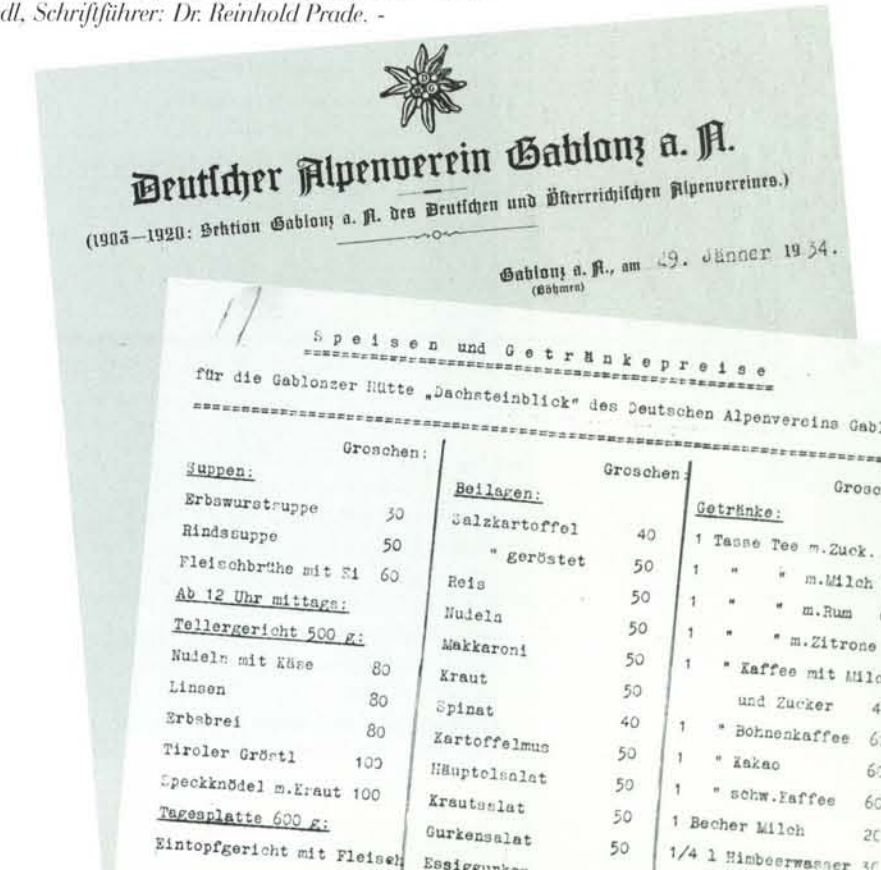 dl, Schriftführer: Dr. Reinhold Prade. -
Deutscher Alpenverein Gablonz a. N.
(1903—1920: Sektion Gablonz a. N. des Deutschen und Österreichischen Alpenvereines.)
Gablonz a. N., am 29. Jänner 1934.
(Böhmen)
Speisen und Getränkepreise
für die Gablonzer Hütte „Dachsteinblick" des Deutschen Alpenvereins Gabl
Groschen:
Suppen:
Erbswurstsuppe 30
Rindssuppe 50
Fleischbrühe mit Ei 60
Ab 12 Uhr mittags:
Tellergericht 500 g:
Nudeln mit Käse 80
Linsen 80
Erbsbrei 80
Tiroler Gröstl 100
Speckknödel m.Kraut 100
Tagesplatte 600 g:
Eintopfgericht mit Fleisch
Groschen:
Beilagen:
Salzkartoffel 40
" geröstet 50
Reis 50
Nudeln 50
Makkaroni 50
Kraut 50
Spinat 40
Kartoffelmus 50
Häuptelsalat 50
Krautsalat 50
Gurkensalat 50
Grosc
Getränke:
1 Tasse Tee m.Zuck.
1 " " m.Milch
1 " " m.Rum
1 " " m.Zitrone
1 " Kaffee mit Milc
und Zucker 4
1 " Bohnenkaffee 6
1 " Kakao 60
1 " schw.Kaffee 60
1 Becher Milch 20
1/4 l Himbeerwasser 30